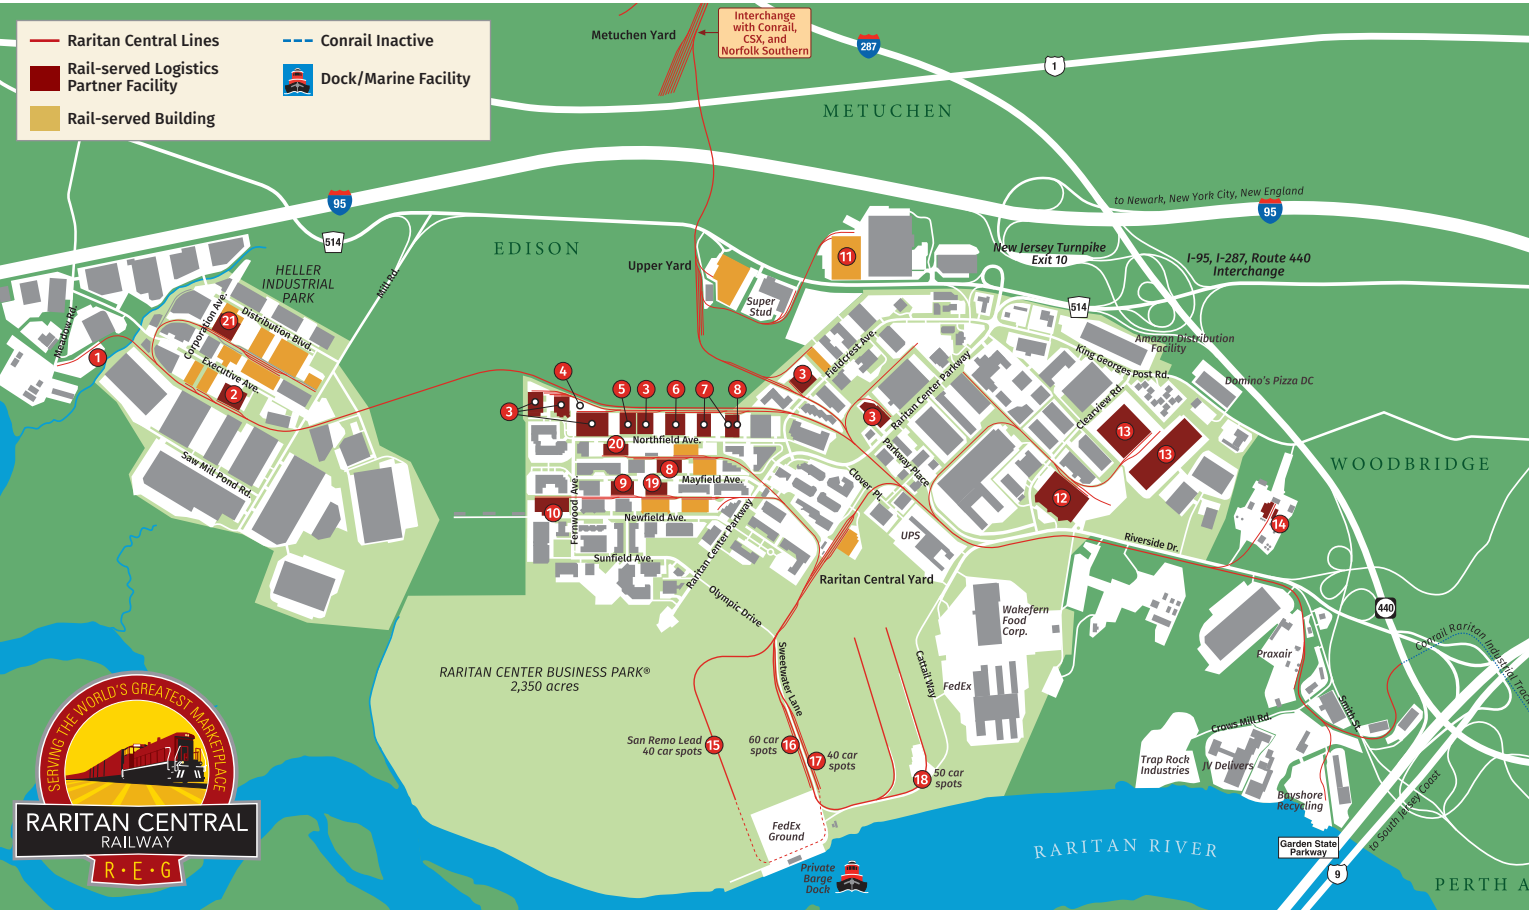 Raritan Central Lines
Rail-served Logistics
Partner Facility
Rail-served Building
Conrail Inactive
Dock/Marine Facility
Metuchen Yard
Interchange
with Conrail,
CSX, and
Norfolk Southern
287
1
METUCHEN
95
514
EDISON
HELLER
INDUSTRIAL
PARK
Mill Rd.
Upper Yard
Super
Stud
11
New Jersey Turnpike
Exit 10
to Newark, New York City, New England
95
I-95, I-287, Route 440
Interchange
514
Meadow Rd.
1
Corporation Ave.
21
Distribution Blvd.
Executive Ave.
2
Saw Mill Pond Rd.
4
3
5
3
6
7
8
3
Fieldcrest Ave.
3
Raritan Center Parkway
King Georges Post Rd.
Amazon Distribution
Facility
Domino's Pizza DC
Clearview Rd.
13
13
12
14
WOODBRIDGE
Northfield Ave.
20
8
Mayfield Ave.
9
19
10
Fernwood Ave.
Newfield Ave.
Sunfield Ave.
Raritan Center Parkway
Olympic Drive
Clover Pl.
Parkway Place
UPS
Raritan Central Yard
Riverside Dr.
Wakefern
Food
Corp.
FedEx
Cattail Way
Sweetwater Lane
RARITAN CENTER BUSINESS PARK®
2,350 acres
San Remo Lead
40 car spots
15
60 car
spots
16
17
40 car
spots
18
50 car
spots
FedEx
Ground
Private
Barge
Dock
440
Conrail Raritan Industrial Track
Praxair
Smith St.
Crows Mill Rd.
Trap Rock
Industries
JV Delivers
Bayshore
Recycling
to South Jersey Coast
Garden State
Parkway
9
RARITAN RIVER
PERTH A
SERVING THE WORLD'S GREATEST MARKETPLACE
RARITAN CENTRAL
RAILWAY
R·E·G